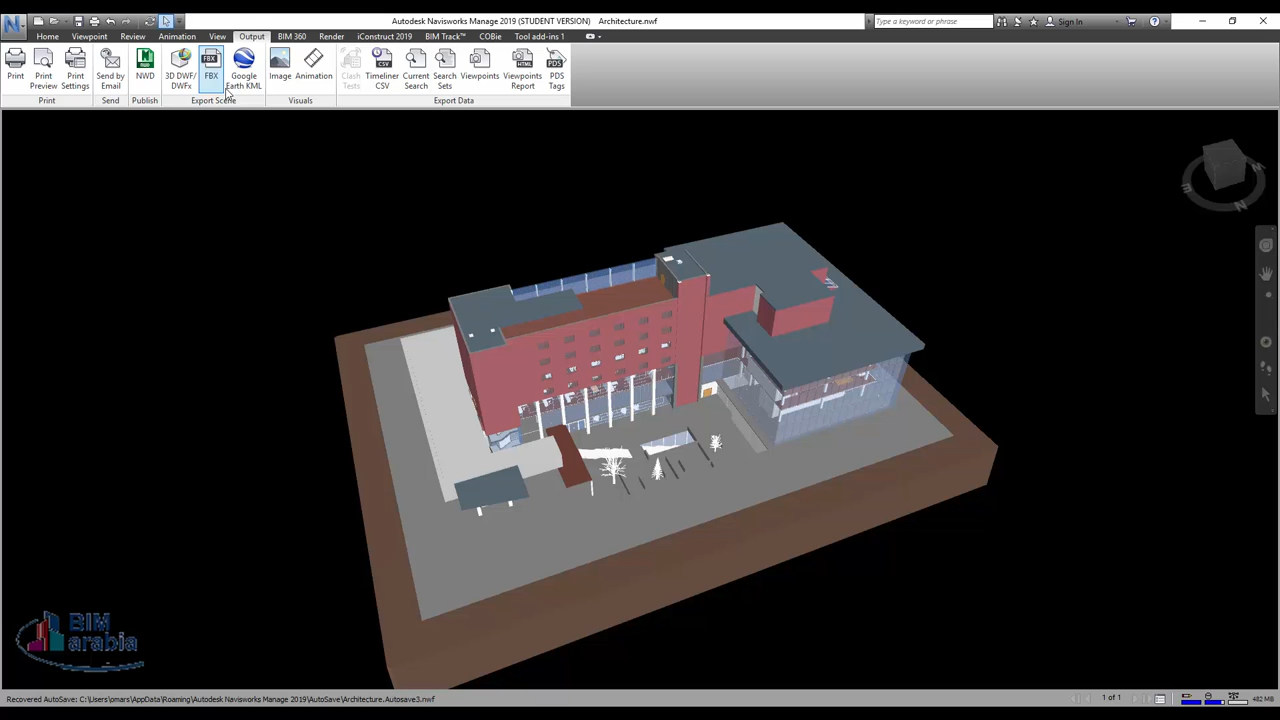 Autodesk Navisworks Manage 2019 (STUDENT VERSION) Architecture.nwf
Type a keyword or phrase
Sign In
Home Viewpoint Review Animation View Output BIM 360 Render iConstruct 2019 BIM Track™ COBie Tool add-ins 1
Print
Print Preview
Print Settings
Send by Email
NWD
3D DWF/ DWFx
FBX
Google Earth KML
Image
Animation
Clash Tests
Timeliner CSV
Current Search
Search Sets
Viewpoints
Viewpoints Report
PDS Tags
Print Send Publish Export Scene Visuals Export Data
BIM
arabia
Recovered AutoSave: C:\Users\omars\AppData\Roaming\Autodesk Navisworks Manage 2019\AutoSave\Architecture.Autosave3.nwf
1 of 1
482 MB